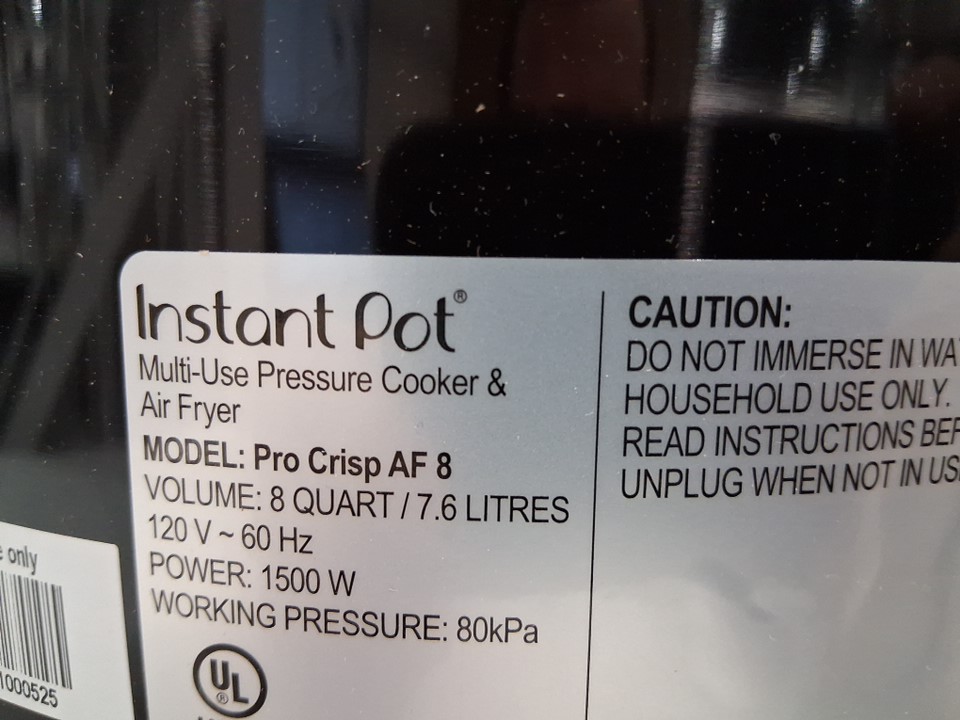 Instant Pot®
Multi-Use Pressure Cooker &
Air Fryer
MODEL: Pro Crisp AF 8
VOLUME: 8 QUART / 7.6 LITRES
120 V ~ 60 Hz
POWER: 1500 W
WORKING PRESSURE: 80kPa
UL®
CAUTION:
DO NOT IMMERSE IN WA
HOUSEHOLD USE ONLY.
READ INSTRUCTIONS BEF
UNPLUG WHEN NOT IN US
only
1000525